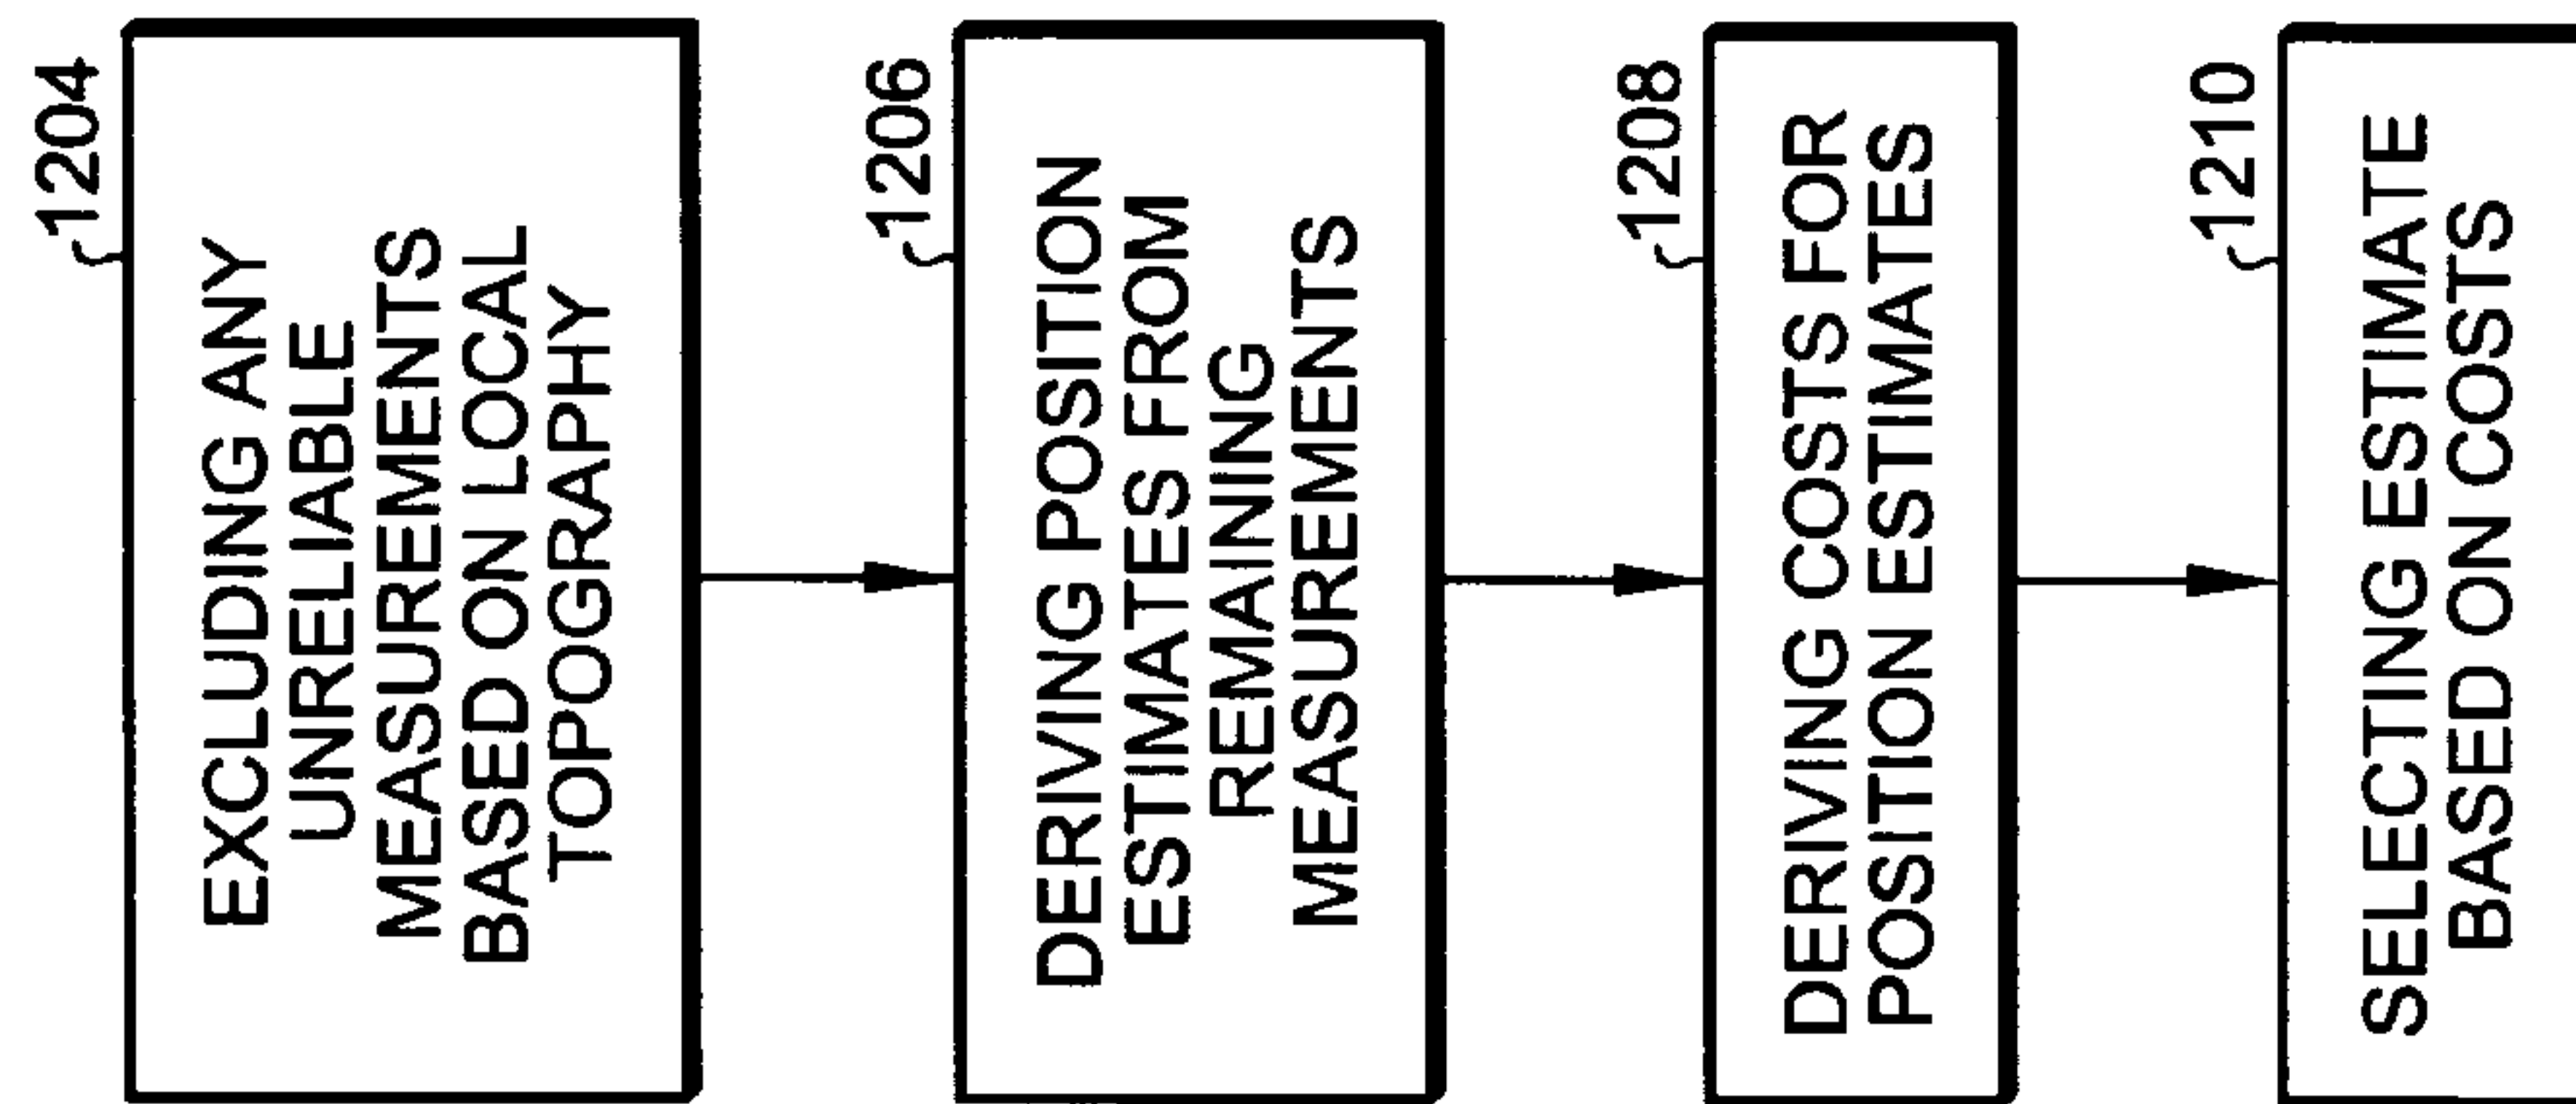 1204
EXCLUDING ANY
UNRELIABLE
MEASUREMENTS
BASED ON LOCAL
TOPOGRAPHY
1206
DERIVING POSITION
ESTIMATES FROM
REMAINING
MEASUREMENTS
1208
DERIVING COSTS FOR
POSITION ESTIMATES
1210
SELECTING ESTIMATE
BASED ON COSTS